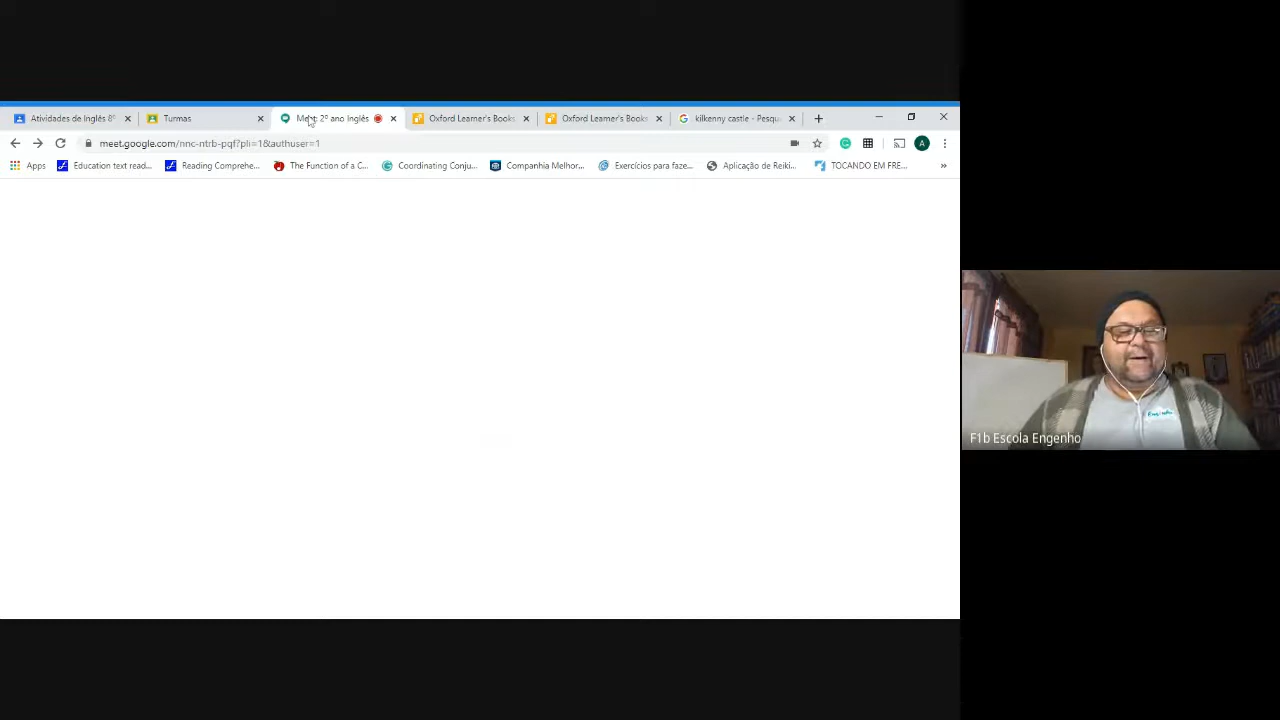 Atividades de Inglês 8º
Turmas
Meet: 2º ano Inglês
Oxford Learner's Books
Oxford Learner's Books
kilkenny castle - Pesqu
meet.google.com/nnc-ntrb-pqf?pli=1&authuser=1
A
Apps
Education text read...
Reading Comprehe...
The Function of a C...
Coordinating Conju...
Companhia Melhor...
Exercícios para faze...
Aplicação de Reiki...
TOCANDO EM FRE...
»
F1b Escola Engenho